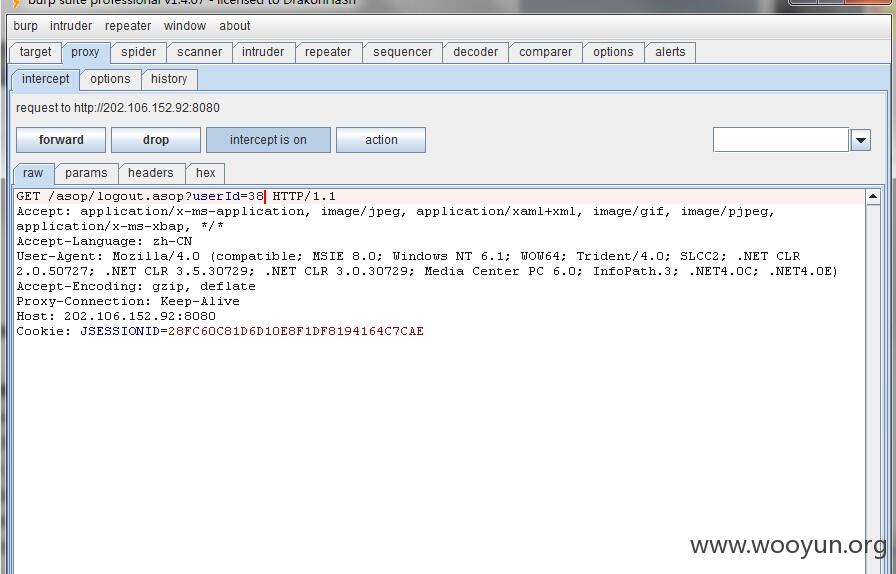 burp suite professional v1.4.07 - licensed to DrakonHaSh
burp intruder repeater window about
target proxy spider scanner intruder repeater sequencer decoder comparer options alerts
intercept options history
request to http://202.106.152.92:8080
forward drop intercept is on action
raw params headers hex
GET /asop/logout.asop?userId=38 HTTP/1.1
Accept: application/x-ms-application, image/jpeg, application/xaml+xml, image/gif, image/pjpeg,
application/x-ms-xbap, */*
Accept-Language: zh-CN
User-Agent: Mozilla/4.0 (compatible; MSIE 8.0; Windows NT 6.1; WOW64; Trident/4.0; SLCC2; .NET CLR
2.0.50727; .NET CLR 3.5.30729; .NET CLR 3.0.30729; Media Center PC 6.0; InfoPath.3; .NET4.0C; .NET4.0E)
Accept-Encoding: gzip, deflate
Proxy-Connection: Keep-Alive
Host: 202.106.152.92:8080
Cookie: JSESSIONID=28FC60C81D6D10E8F1DF8194164C7CAE
www.wooyun.org